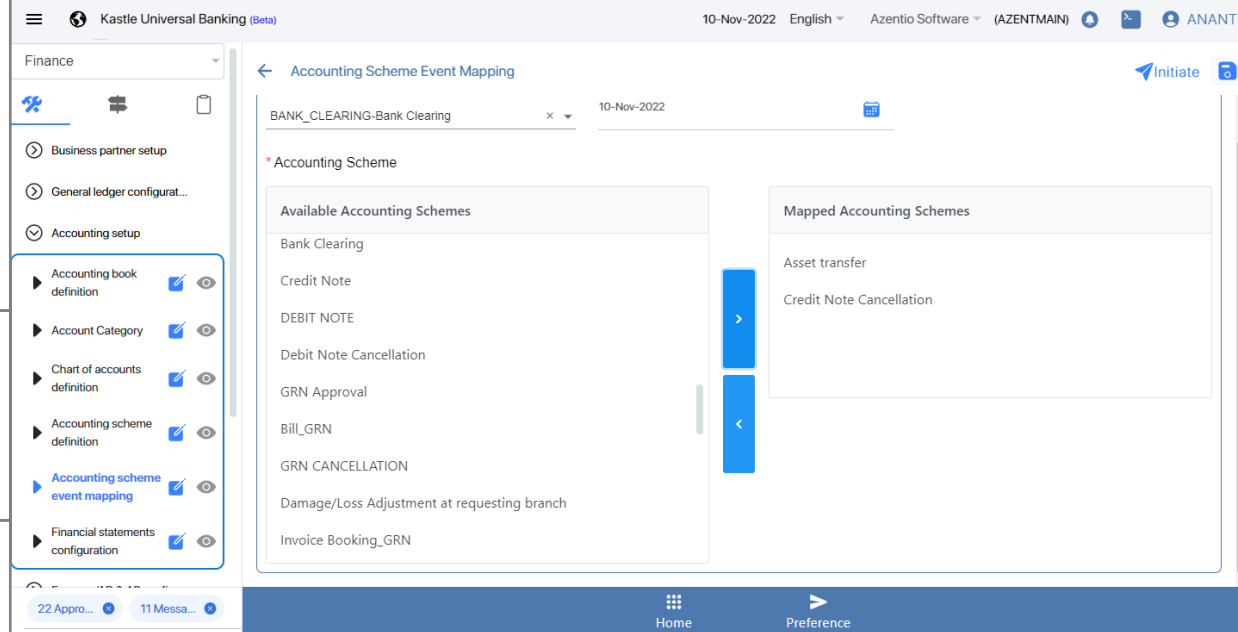 Kastle Universal Banking (Beta)
10-Nov-2022 English Azentio Software (AZENTMAIN) ANANT
Finance
Business partner setup
General ledger configurat...
Accounting setup
Accounting book
definition
Account Category
Chart of accounts
definition
Accounting scheme
definition
Accounting scheme
event mapping
Financial statements
configuration
22 Appro...
11 Messa...
Accounting Scheme Event Mapping
Initiate
BANK_CLEARING-Bank Clearing
10-Nov-2022
* Accounting Scheme
Available Accounting Schemes
Bank Clearing
Credit Note
DEBIT NOTE
Debit Note Cancellation
GRN Approval
Bill_GRN
GRN CANCELLATION
Damage/Loss Adjustment at requesting branch
Invoice Booking_GRN
Mapped Accounting Schemes
Asset transfer
Credit Note Cancellation
Home
Preference